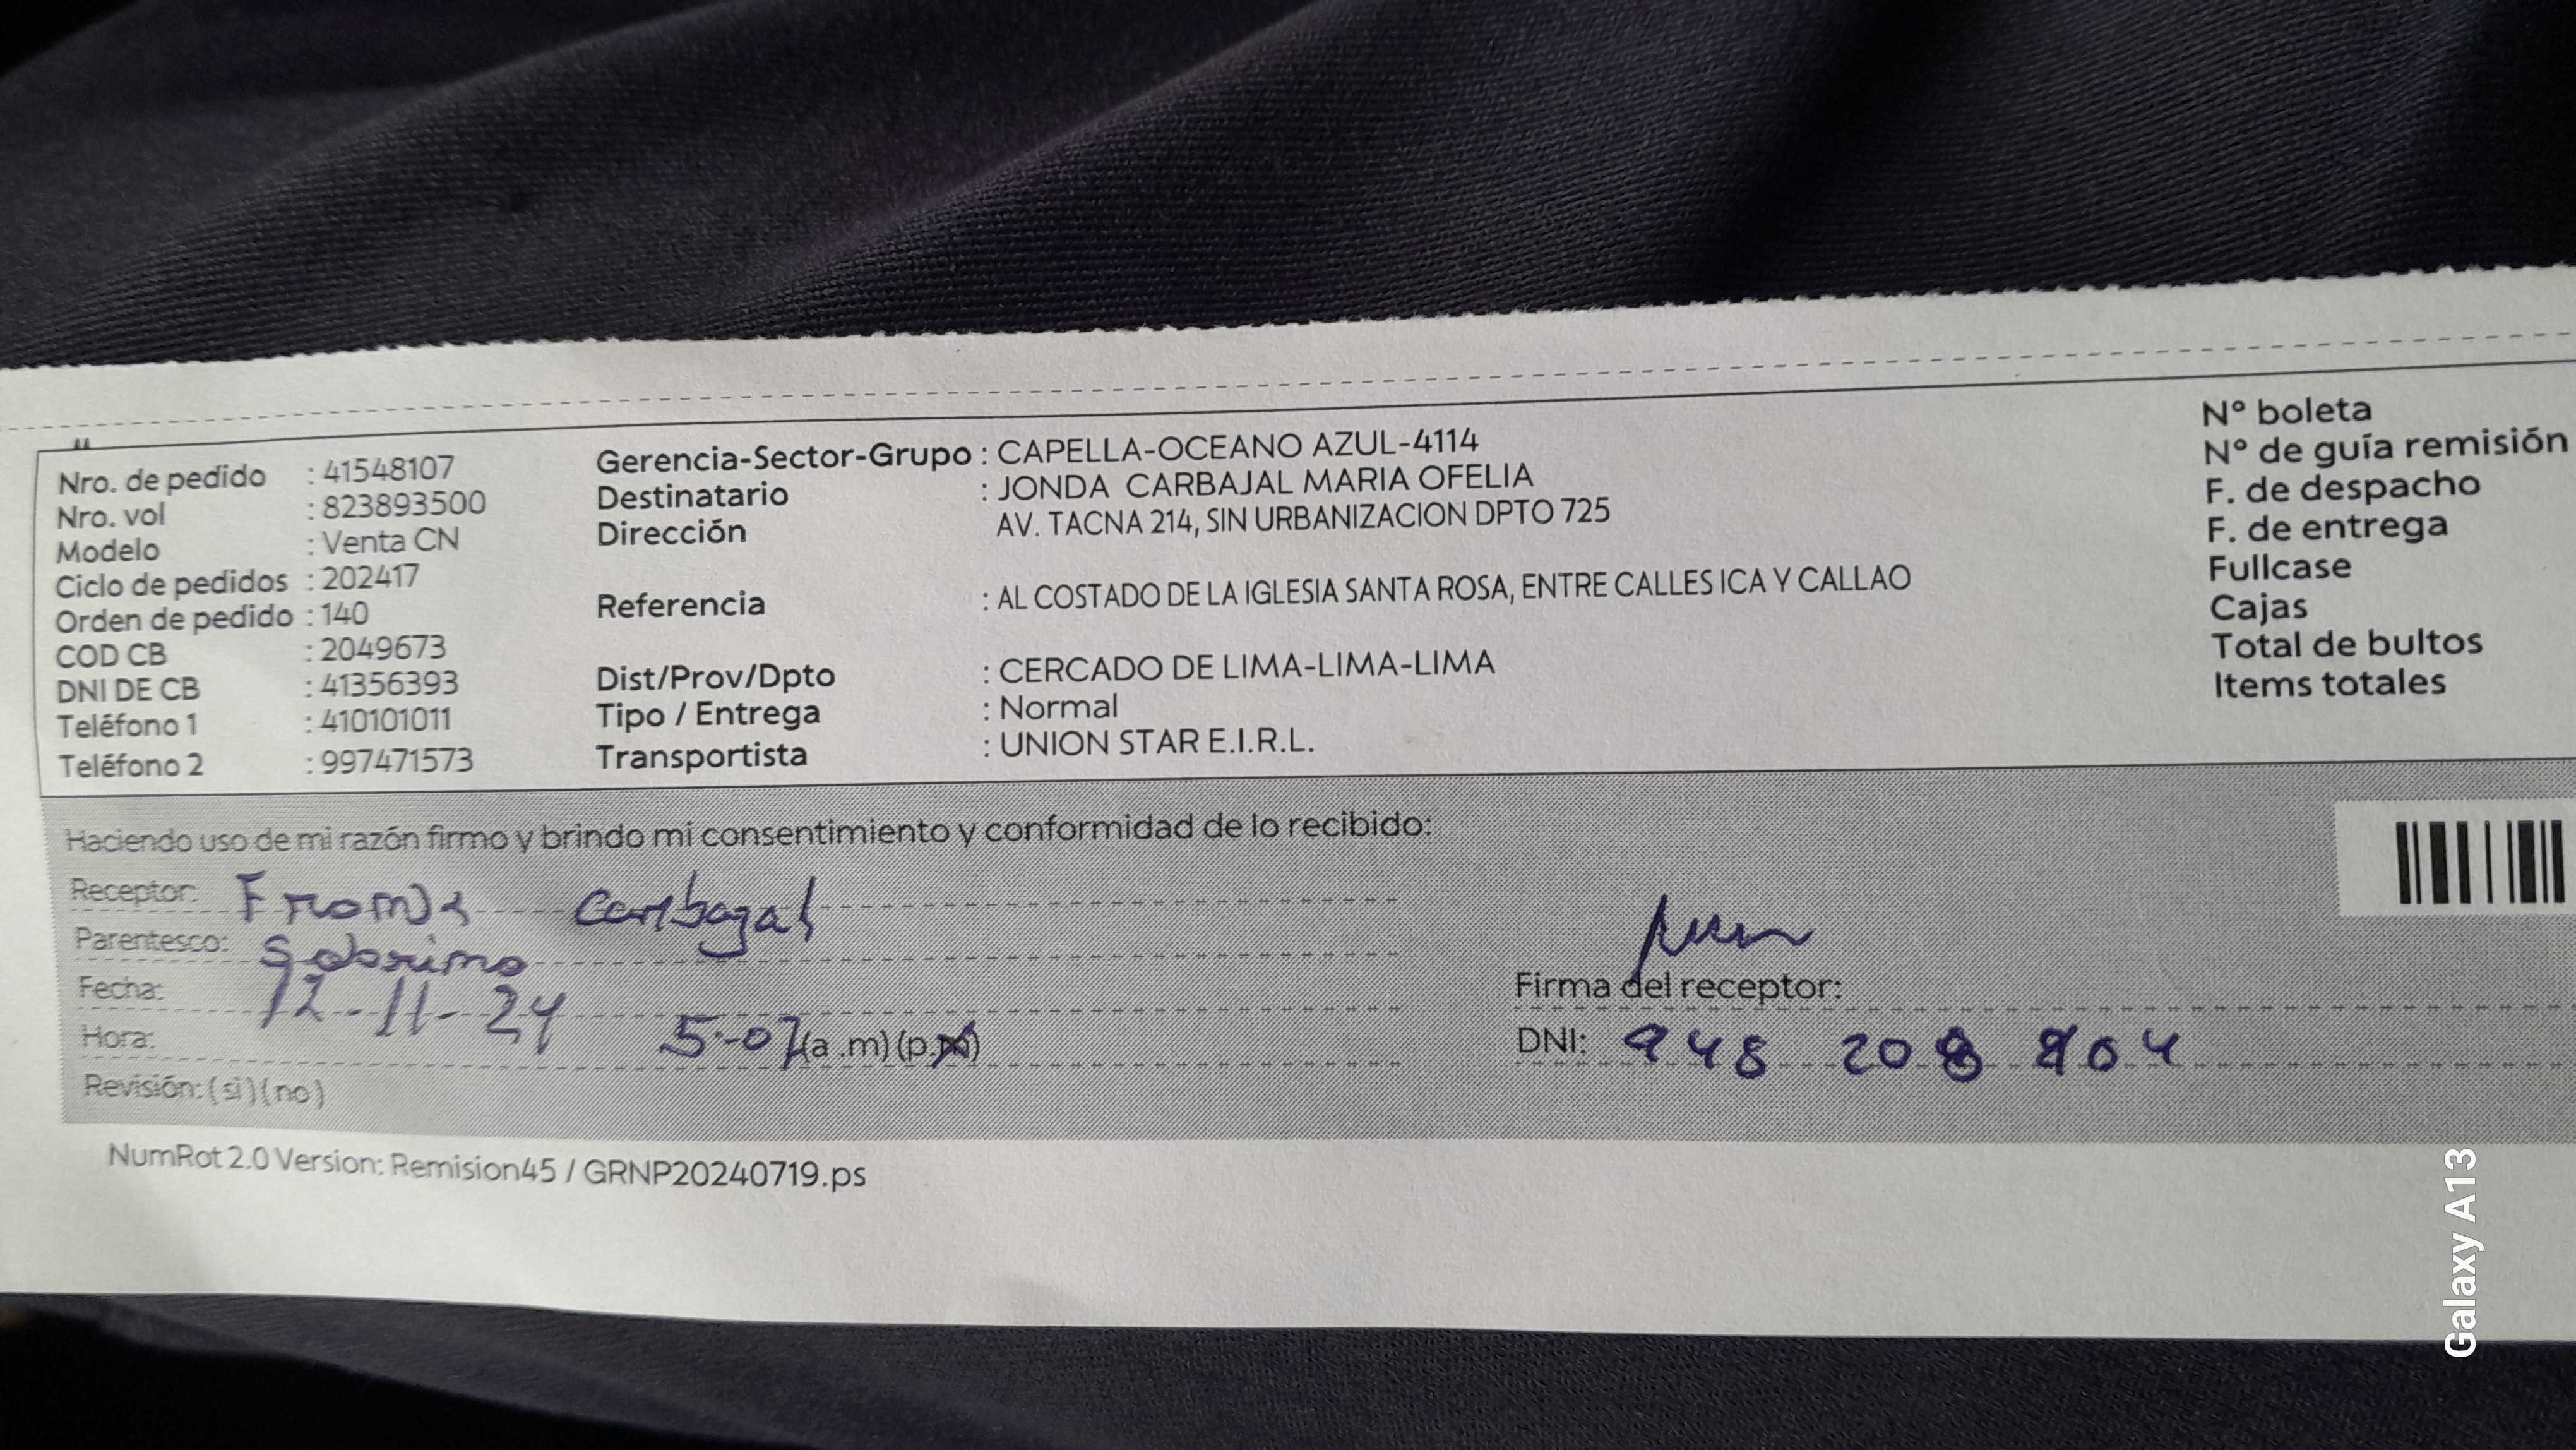 Nro. de pedido : 41548107
Nro. vol : 823893500
Modelo : Venta CN
Ciclo de pedidos : 202417
Orden de pedido : 140
COD CB : 2049673
DNI DE CB : 41356393
Teléfono 1 : 410101011
Teléfono 2 : 997471573
Gerencia-Sector-Grupo : CAPELLA-OCEANO AZUL-4114
Destinatario : JONDA CARBAJAL MARIA OFELIA
Dirección AV. TACNA 214, SIN URBANIZACION DPTO 725
Referencia : AL COSTADO DE LA IGLESIA SANTA ROSA, ENTRE CALLES ICA Y CALLAO
Dist/Prov/Dpto : CERCADO DE LIMA-LIMA-LIMA
Tipo / Entrega : Normal
Transportista : UNION STAR E.I.R.L.
Nº boleta
Nº de guía remisión
F. de despacho
F. de entrega
Fullcase
Cajas
Total de bultos
Items totales
Haciendo uso de mi razón firmo y brindo mi consentimiento y conformidad de lo recibido:
Receptor: Carbagal
Parentesco: Sobrino
Fecha: 12-11-24
Hora: 5-07 (a .m) (p.m)
Revisión: (si) (no)
Firma del receptor:
DNI: 948 208 804
NumRot 2.0 Version: Remision45 / GRNP20240719.ps
Galaxy A13